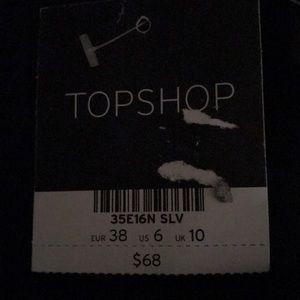 TOPSHOP
35E16N SLV
EUR 38 US 6 UK 10
$68